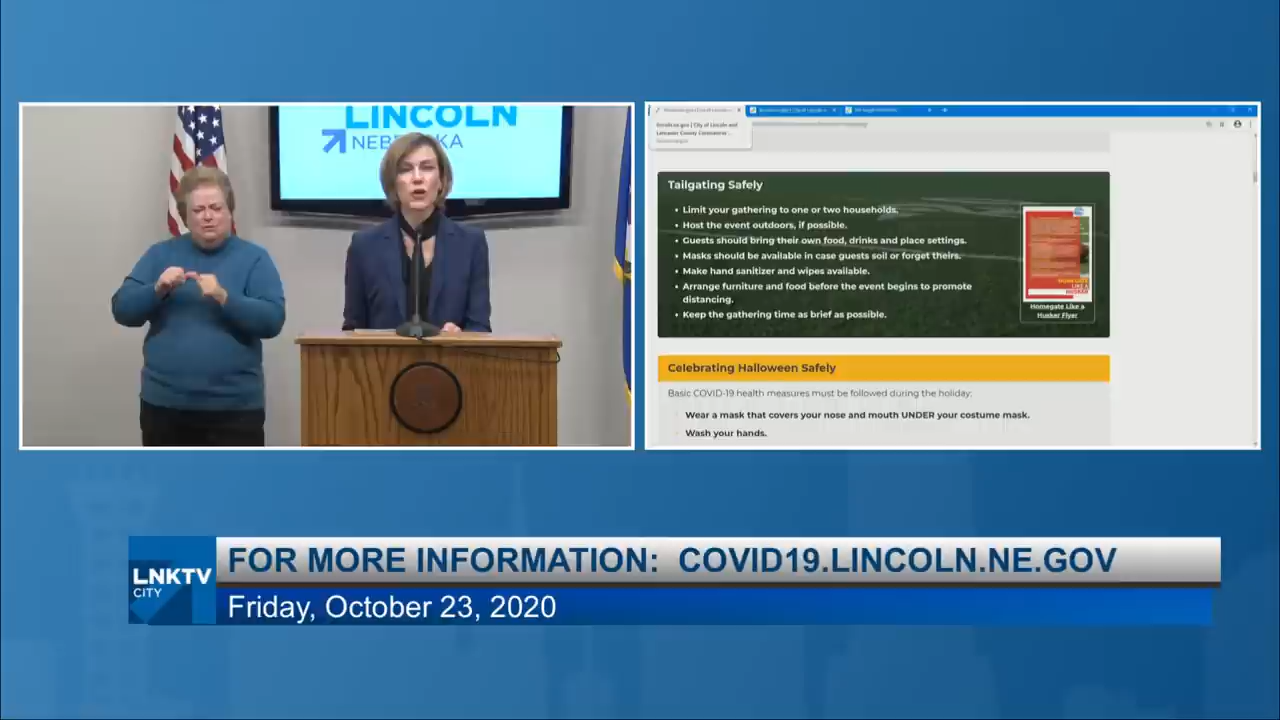 LINCOLN
NEBRASKA
Tailgating Safely
• Limit your gathering to one or two households.
• Host the event outdoors, if possible.
• Guests should bring their own food, drinks and place settings.
• Masks should be available in case guests soil or forget theirs.
• Make hand sanitizer and wipes available.
• Arrange furniture and food before the event begins to promote
distancing.
• Keep the gathering time as brief as possible.
HOMEGATE
LIKE A
HUSKER
Homegate Like a
Husker Flyer
Celebrating Halloween Safely
Basic COVID-19 health measures must be followed during the holiday:
Wear a mask that covers your nose and mouth UNDER your costume mask.
Wash your hands.
LNKTV
CITY
FOR MORE INFORMATION: COVID19.LINCOLN.NE.GOV
Friday, October 23, 2020